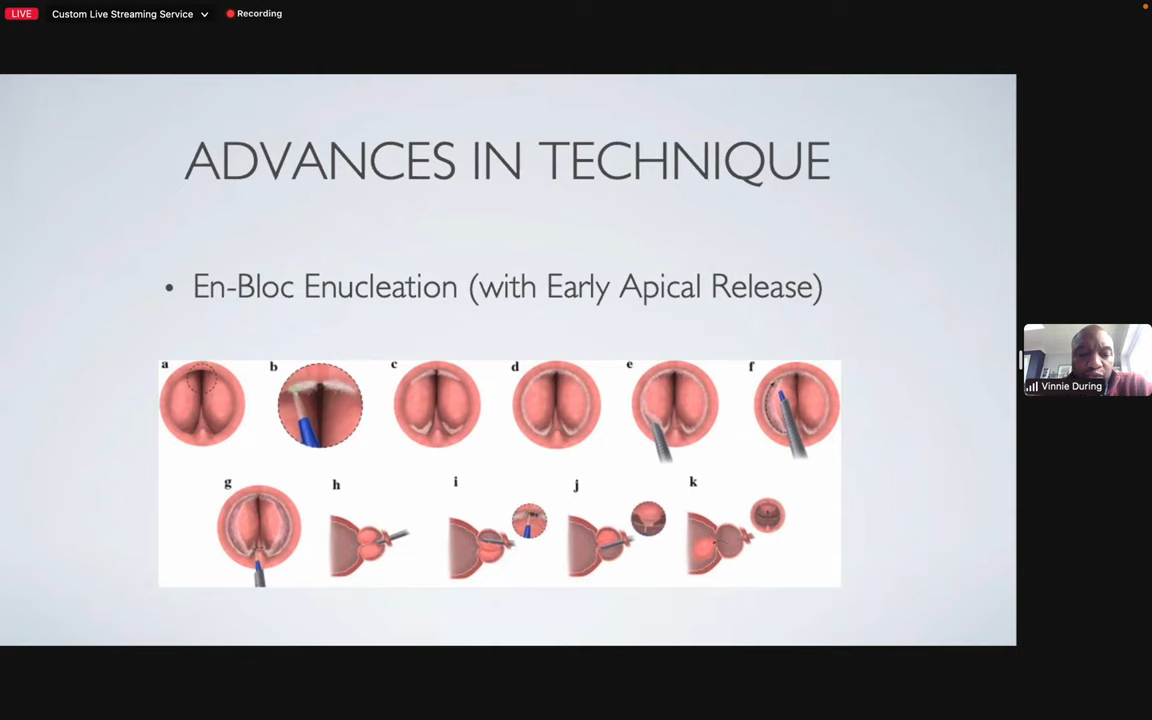 LIVE
Custom Live Streaming Service
Recording
ADVANCES IN TECHNIQUE
• En-Bloc Enucleation (with Early Apical Release)
a b c d e f
g h i j k
Vinnie During